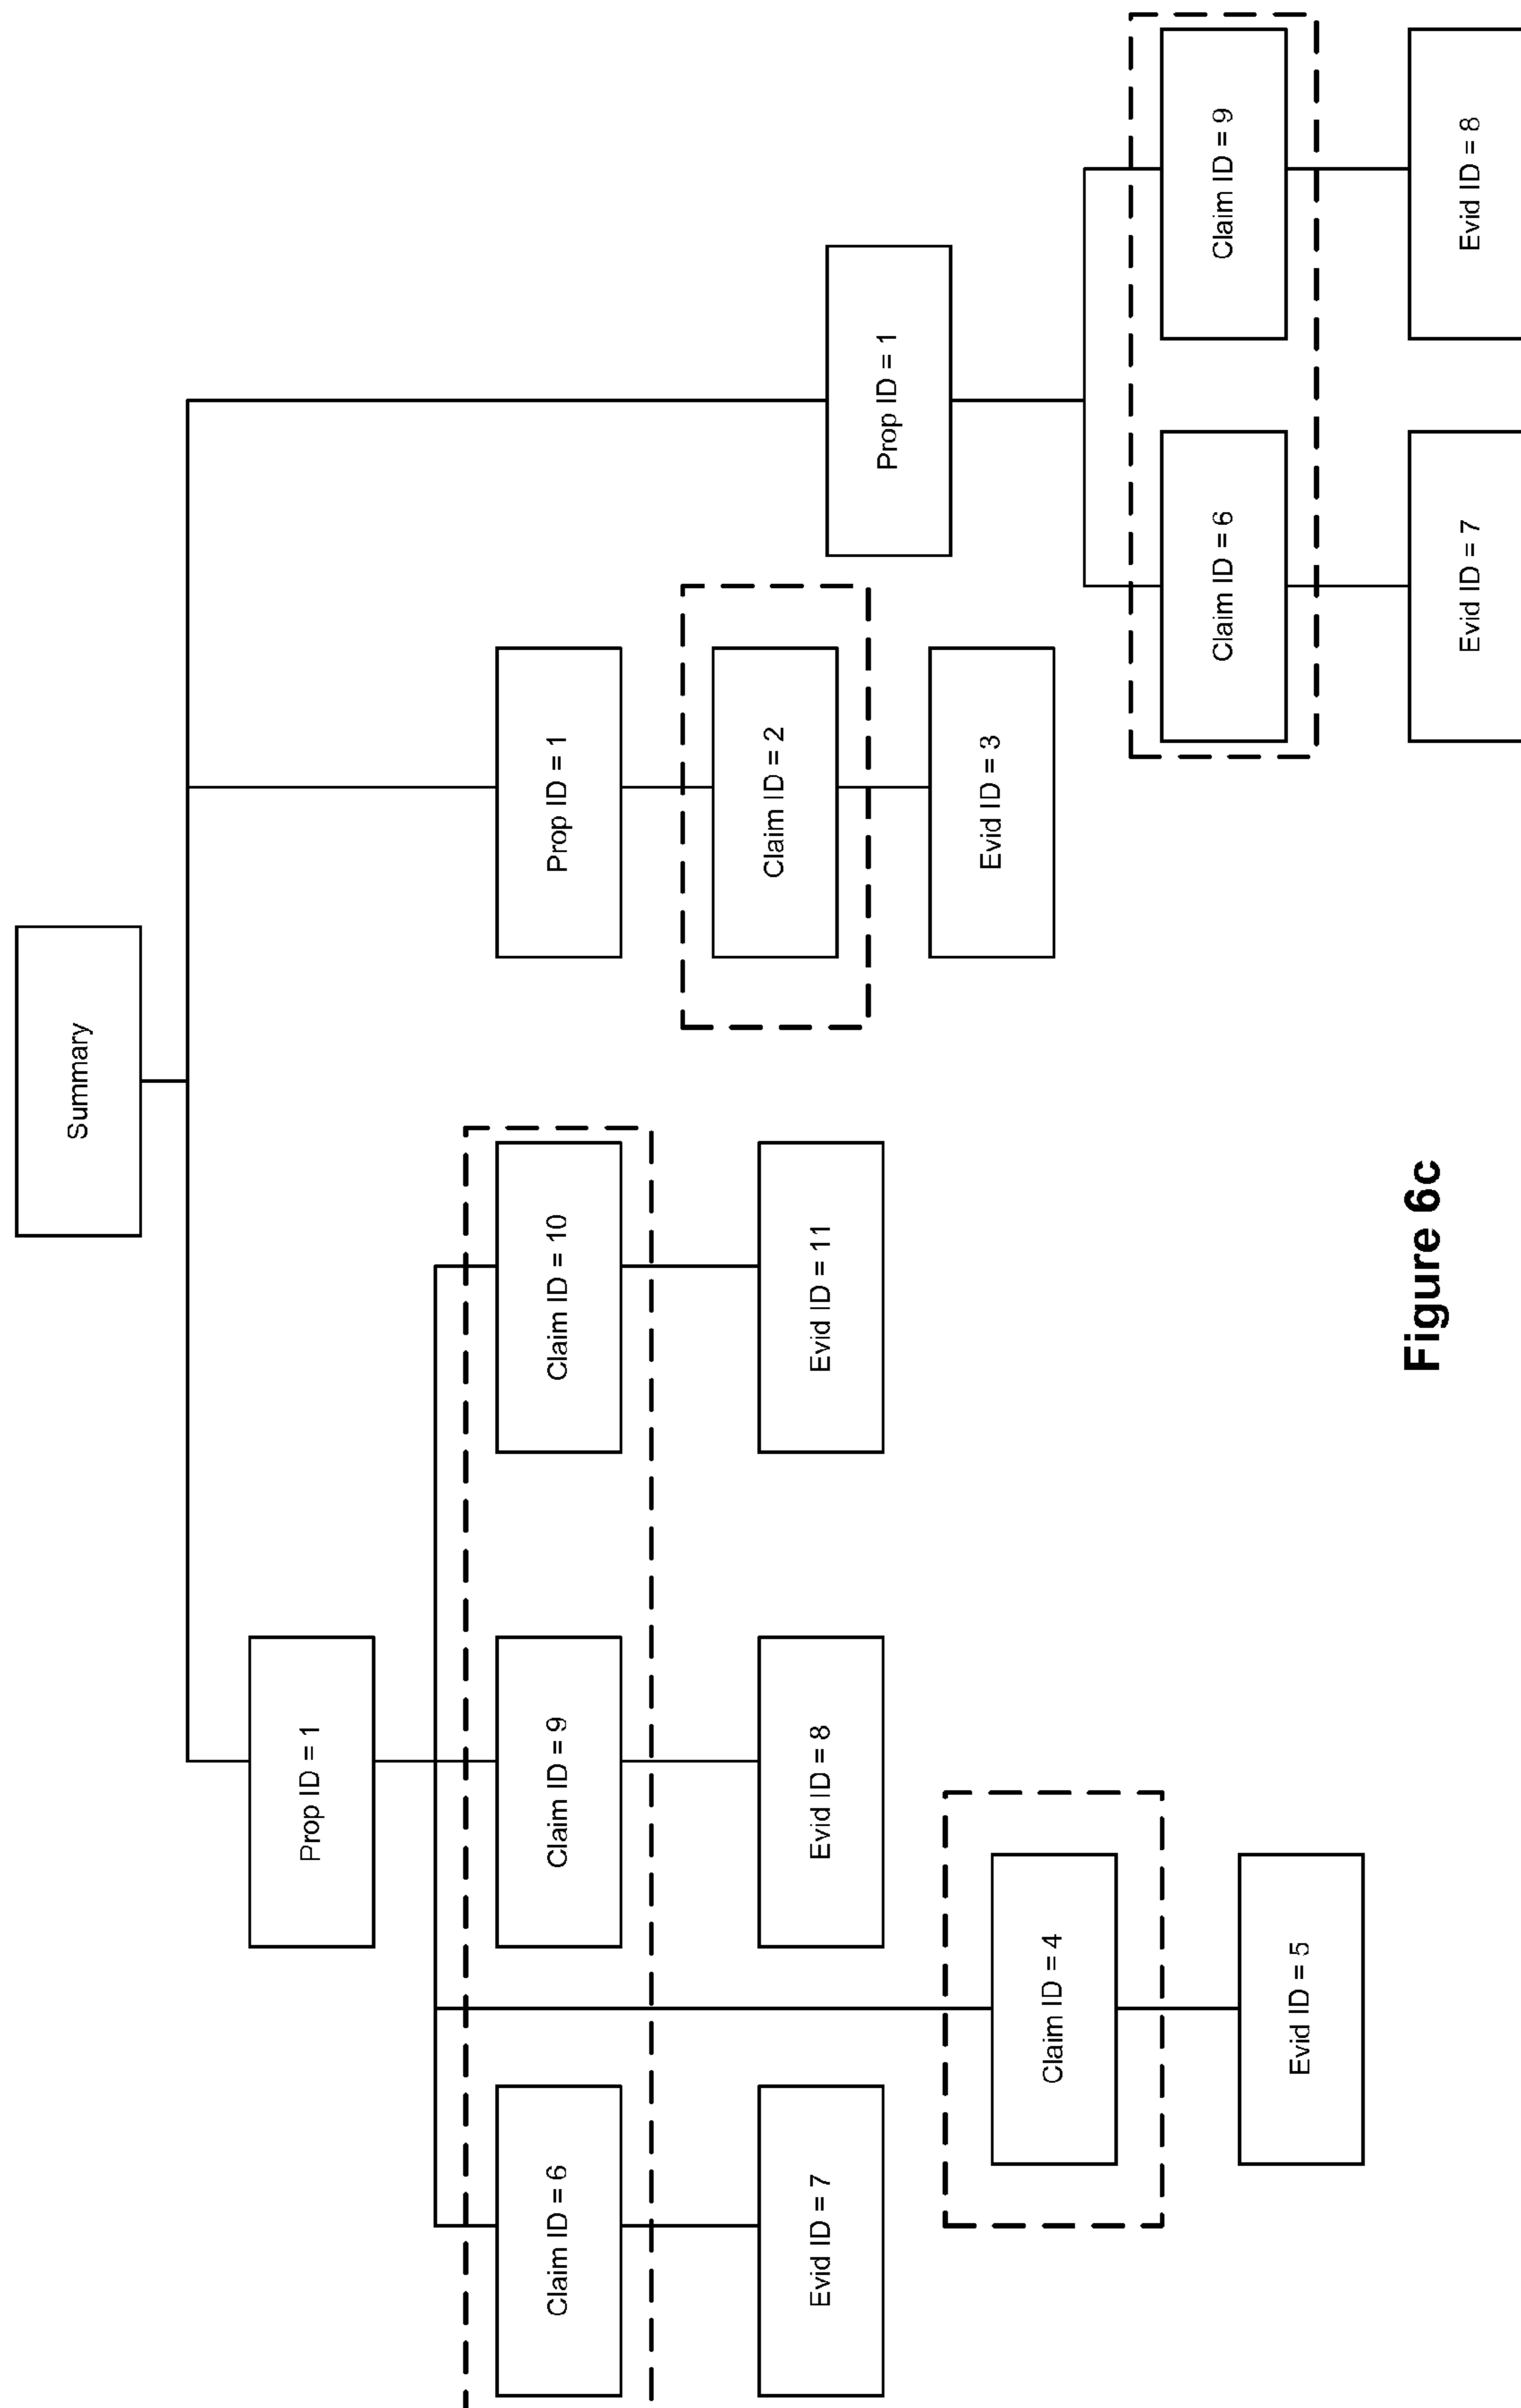 Summary
Prop ID = 1
Claim ID = 6
Claim ID = 9
Claim ID = 10
Prop ID = 1
Claim ID = 2
Evid ID = 7
Evid ID = 8
Evid ID = 11
Prop ID = 1
Evid ID = 3
Claim ID = 4
Claim ID = 6
Claim ID = 9
Evid ID = 5
Evid ID = 7
Evid ID = 8
Figure 6c